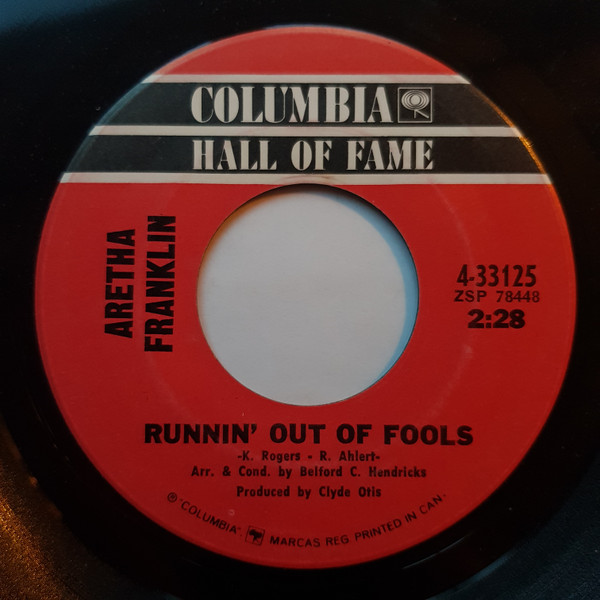 COLUMBIA
HALL OF FAME
ARETHA
FRANKLIN
4-33125
ZSP 78448
2:28
RUNNIN' OUT OF FOOLS
-K. Rogers - R. Ahlert-
Arr. & Cond. by Belford C. Hendricks
Produced by Clyde Otis
® "COLUMBIA", MARCAS REG. PRINTED IN CAN.